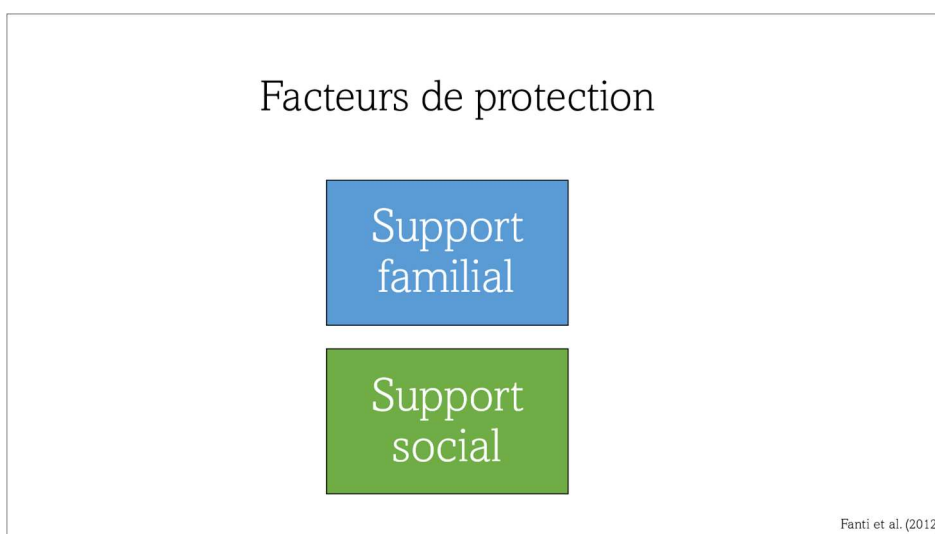 Facteurs de protection
Support
familial
Support
social
Fanti et al. (2012